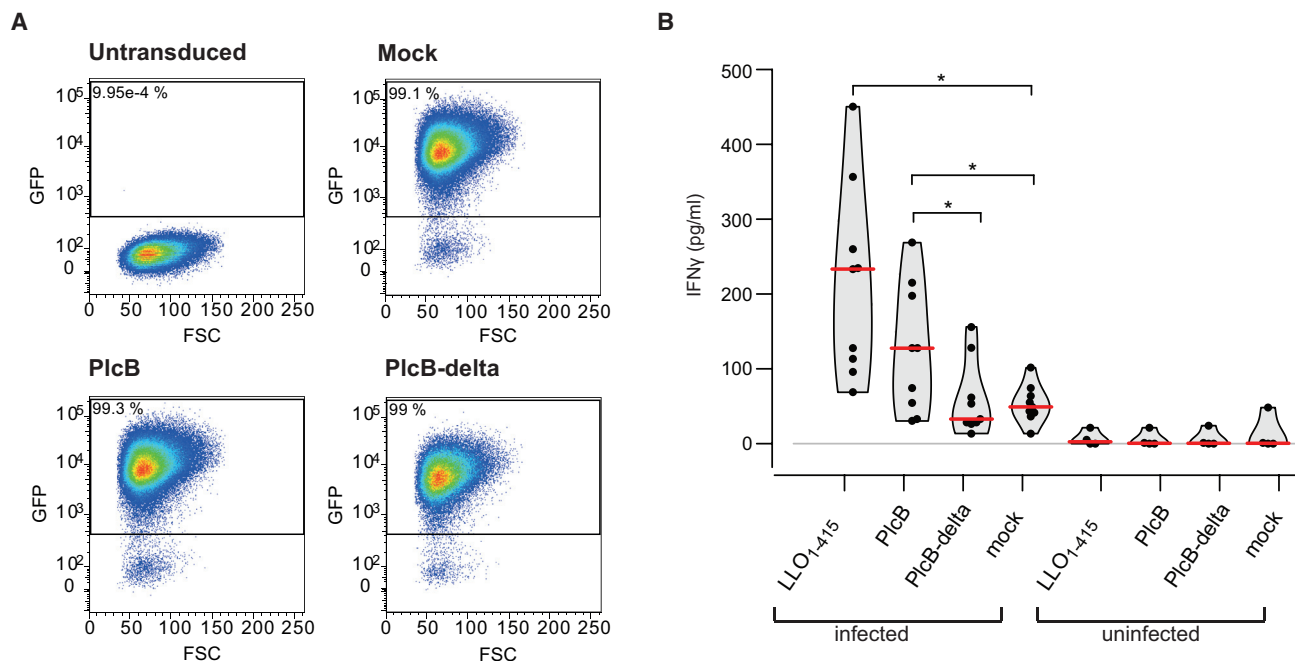 A
Untransduced
9.95e-4 %
10⁵
10⁴
10³
10²
0
GFP
0 50 100 150 200 250
FSC
Mock
99.1 %
10⁵
10⁴
10³
10²
0
GFP
0 50 100 150 200 250
FSC
PlcB
99.3 %
10⁵
10⁴
10³
10²
0
GFP
0 50 100 150 200 250
FSC
PlcB-delta
99 %
10⁵
10⁴
10³
10²
0
GFP
0 50 100 150 200 250
FSC
B
500
400
300
200
100
0
IFNγ (pg/ml)
*
*
*
LLO₁₋₄₁₅
PlcB
PlcB-delta
mock
LLO₁₋₄₁₅
PlcB
PlcB-delta
mock
infected
uninfected